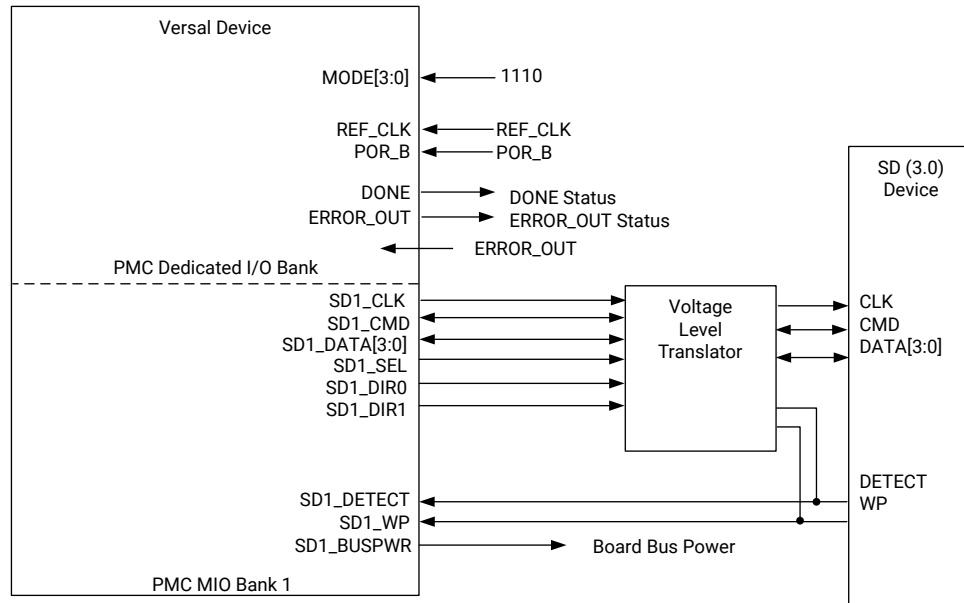 Versal Device
MODE[3:0]
1110
REF_CLK
REF_CLK
POR_B
POR_B
DONE
DONE Status
ERROR_OUT
ERROR_OUT Status
ERROR_OUT
PMC Dedicated I/O Bank
SD1_CLK
SD1_CMD
SD1_DATA[3:0]
SD1_SEL
SD1_DIR0
SD1_DIR1
SD1_DETECT
SD1_WP
SD1_BUSPWR
Board Bus Power
PMC MIO Bank 1
Voltage
Level
Translator
SD (3.0)
Device
CLK
CMD
DATA[3:0]
DETECT
WP